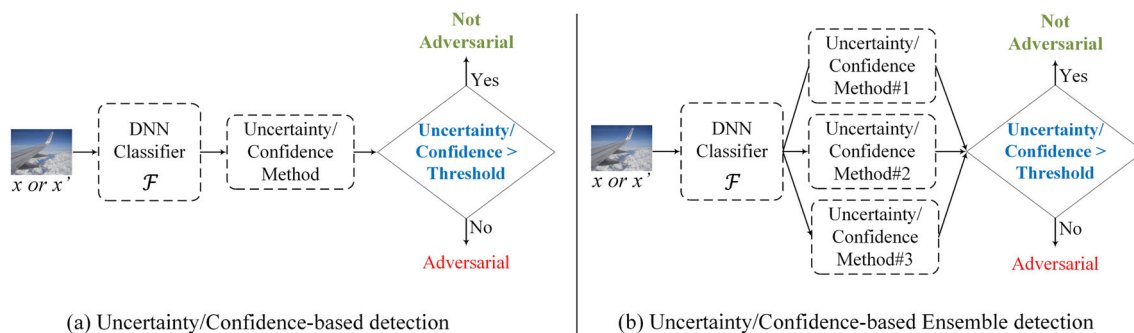 Not
Adversarial
Yes
DNN
Classifier
ℱ
Uncertainty/
Confidence
Method
Uncertainty/
Confidence >
Threshold
x or x'
No
Adversarial
(a) Uncertainty/Confidence-based detection
Not
Adversarial
Yes
Uncertainty/
Confidence
Method#1
DNN
Classifier
ℱ
Uncertainty/
Confidence
Method#2
Uncertainty/
Confidence >
Threshold
x or x'
Uncertainty/
Confidence
Method#3
No
Adversarial
(b) Uncertainty/Confidence-based Ensemble detection